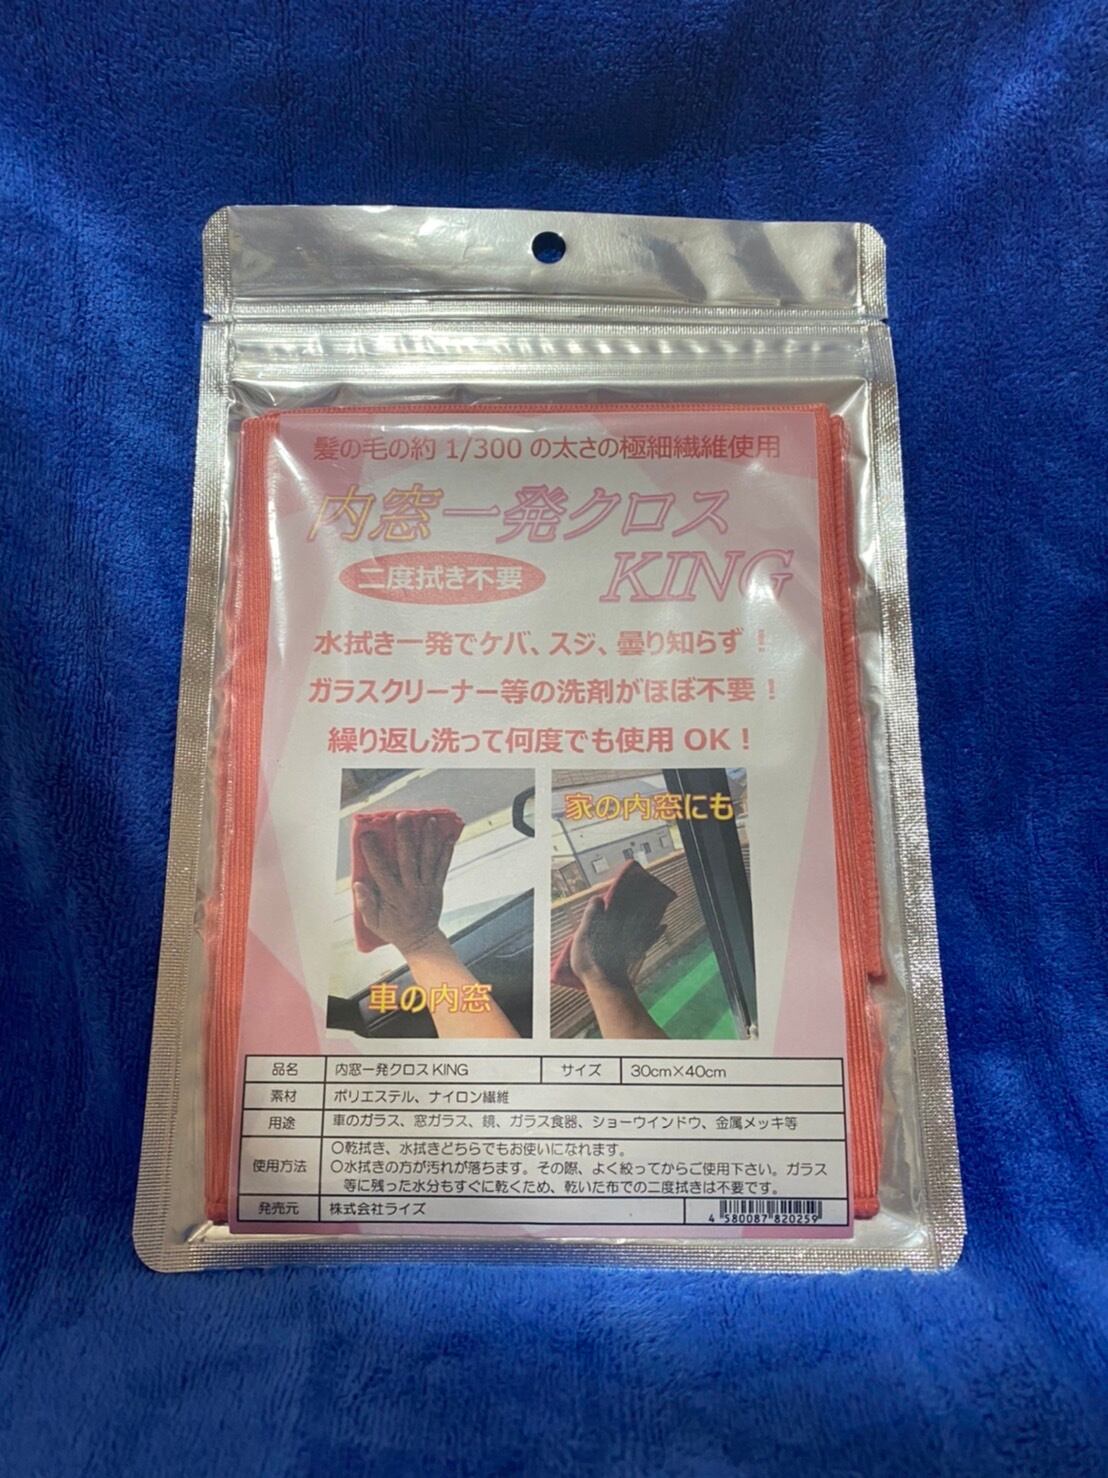 髪の毛の約 1/300 の太さの極細繊維使用
内窓一発クロス
KING
二度拭き不要
水拭き一発でケバ、スジ、曇り知らず！
ガラスクリーナー等の洗剤がほぼ不要！
繰り返し洗って何度でも使用 OK！
家の内窓にも
車の内窓
品名 内窓一発クロス KING サイズ 30cm×40cm
素材 ポリエステル、ナイロン繊維
用途 車のガラス、窓ガラス、鏡、ガラス食器、ショーウインドウ、金属メッキ等
使用方法 〇乾拭き、水拭きどちらでもお使いになれます。
〇水拭きの方が汚れが落ちます。その際、よく絞ってからご使用下さい。ガラス
等に残った水分もすぐに乾くため、乾いた布での二度拭きは不要です。
発売元 株式会社ライズ
4 580087 820259